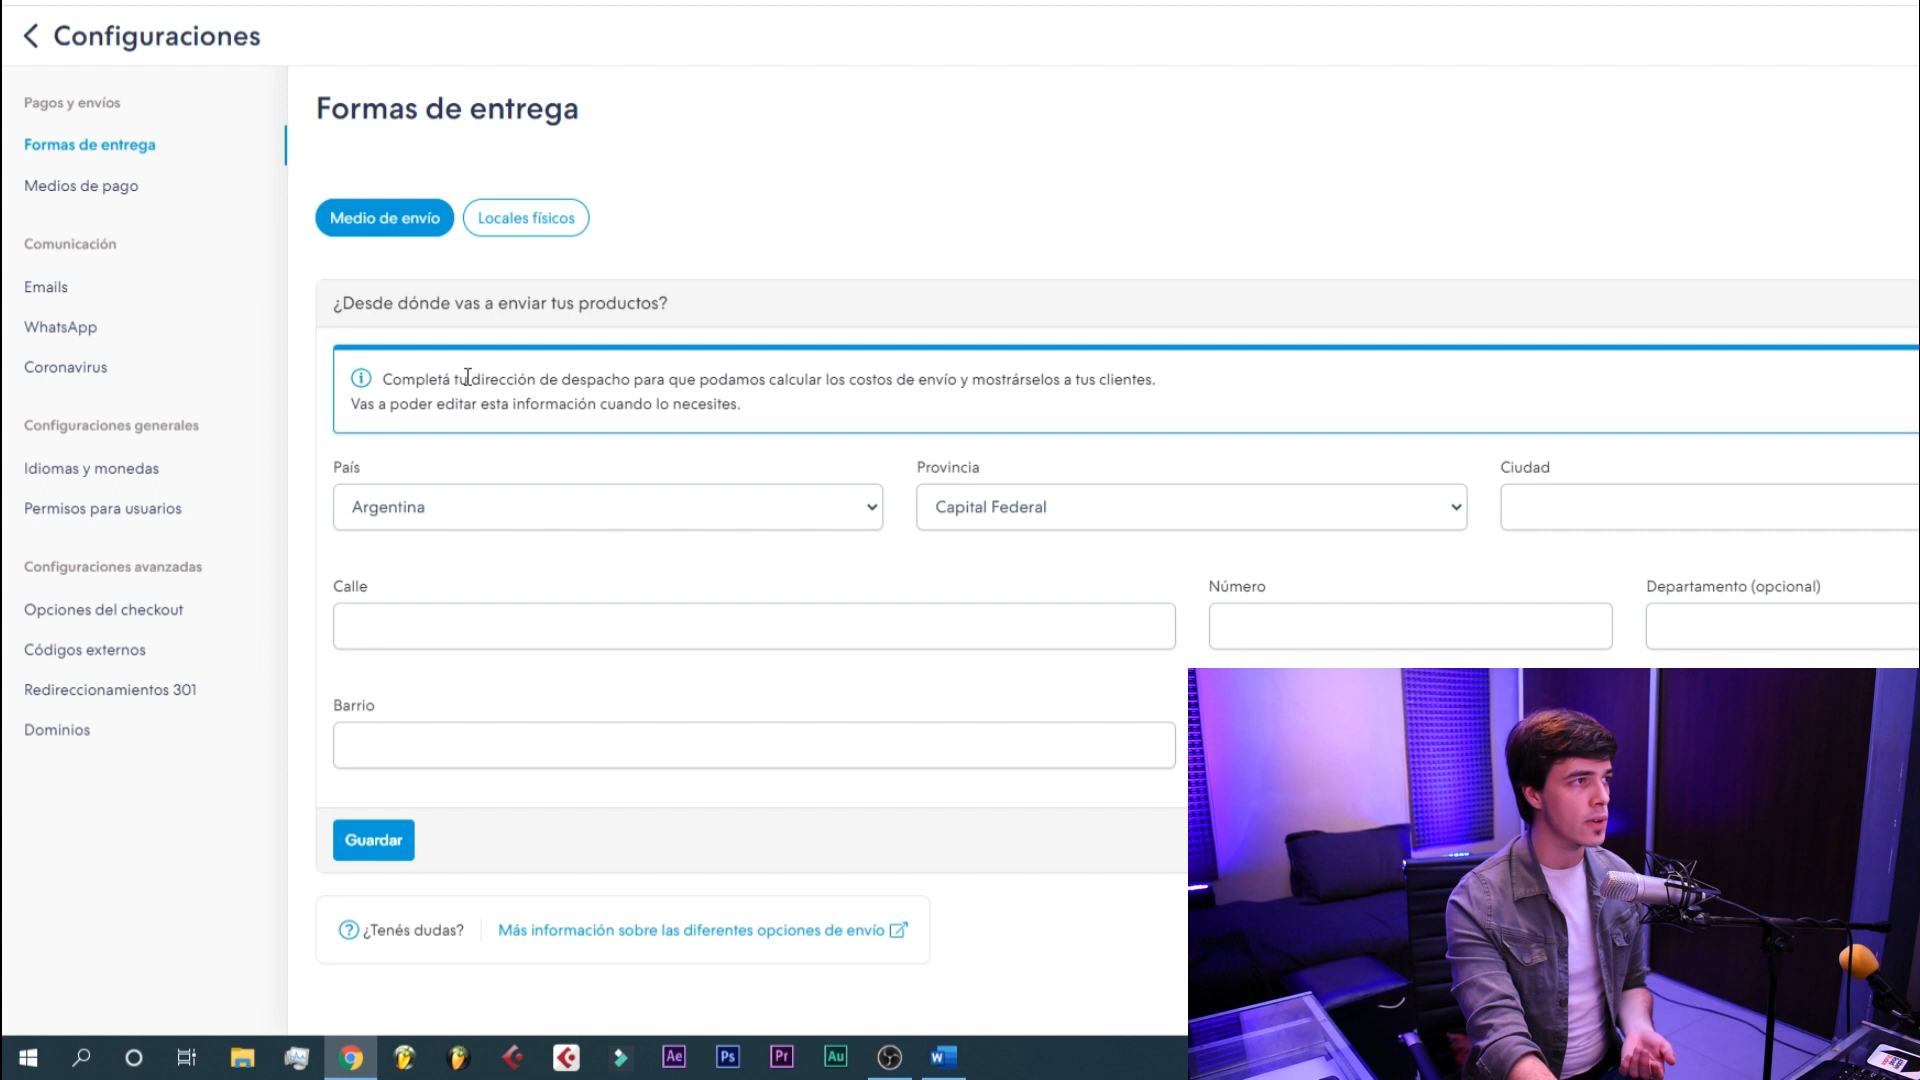 Configuraciones
Pagos y envíos
Formas de entrega
Medios de pago
Comunicación
Emails
WhatsApp
Coronavirus
Configuraciones generales
Idiomas y monedas
Permisos para usuarios
Configuraciones avanzadas
Opciones del checkout
Códigos externos
Redireccionamientos 301
Dominios
Formas de entrega
Medio de envío
Locales físicos
¿Desde dónde vas a enviar tus productos?
Completá tu dirección de despacho para que podamos calcular los costos de envío y mostrárselos a tus clientes.
Vas a poder editar esta información cuando lo necesites.
País
Provincia
Ciudad
Argentina
Capital Federal
Calle
Número
Departamento (opcional)
Barrio
Guardar
¿Tenés dudas?
Más información sobre las diferentes opciones de envío
Ae
Ps
Pr
Au
W